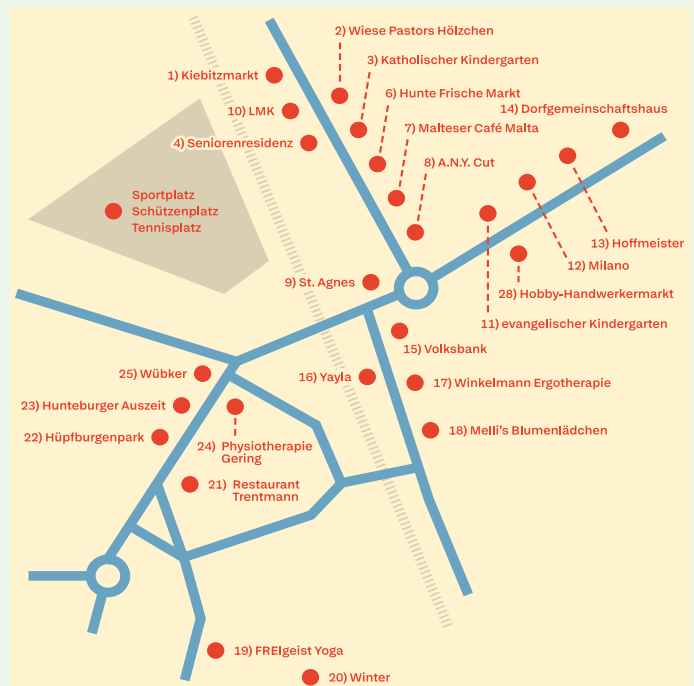 2) Wiese Pastors Hölzchen
3) Katholischer Kindergarten
1) Kiebitzmarkt
6) Hunte Frische Markt
10) LMK
14) Dorfgemeinschaftshaus
7) Malteser Café Malta
4) Seniorenresidenz
8) A.N.Y. Cut
Sportplatz
Schützenplatz
Tennisplatz
13) Hoffmeister
12) Milano
9) St. Agnes
28) Hobby-Handwerkermarkt
11) evangelischer Kindergarten
15) Volksbank
25) Wübker
16) Yayla
17) Winkelmann Ergotherapie
23) Hunteburger Auszeit
18) Melli's Blumenlädchen
22) Hüpfburgenpark
24) Physiotherapie
Gering
21) Restaurant
Trentmann
19) FREIgeist Yoga
20) Winter